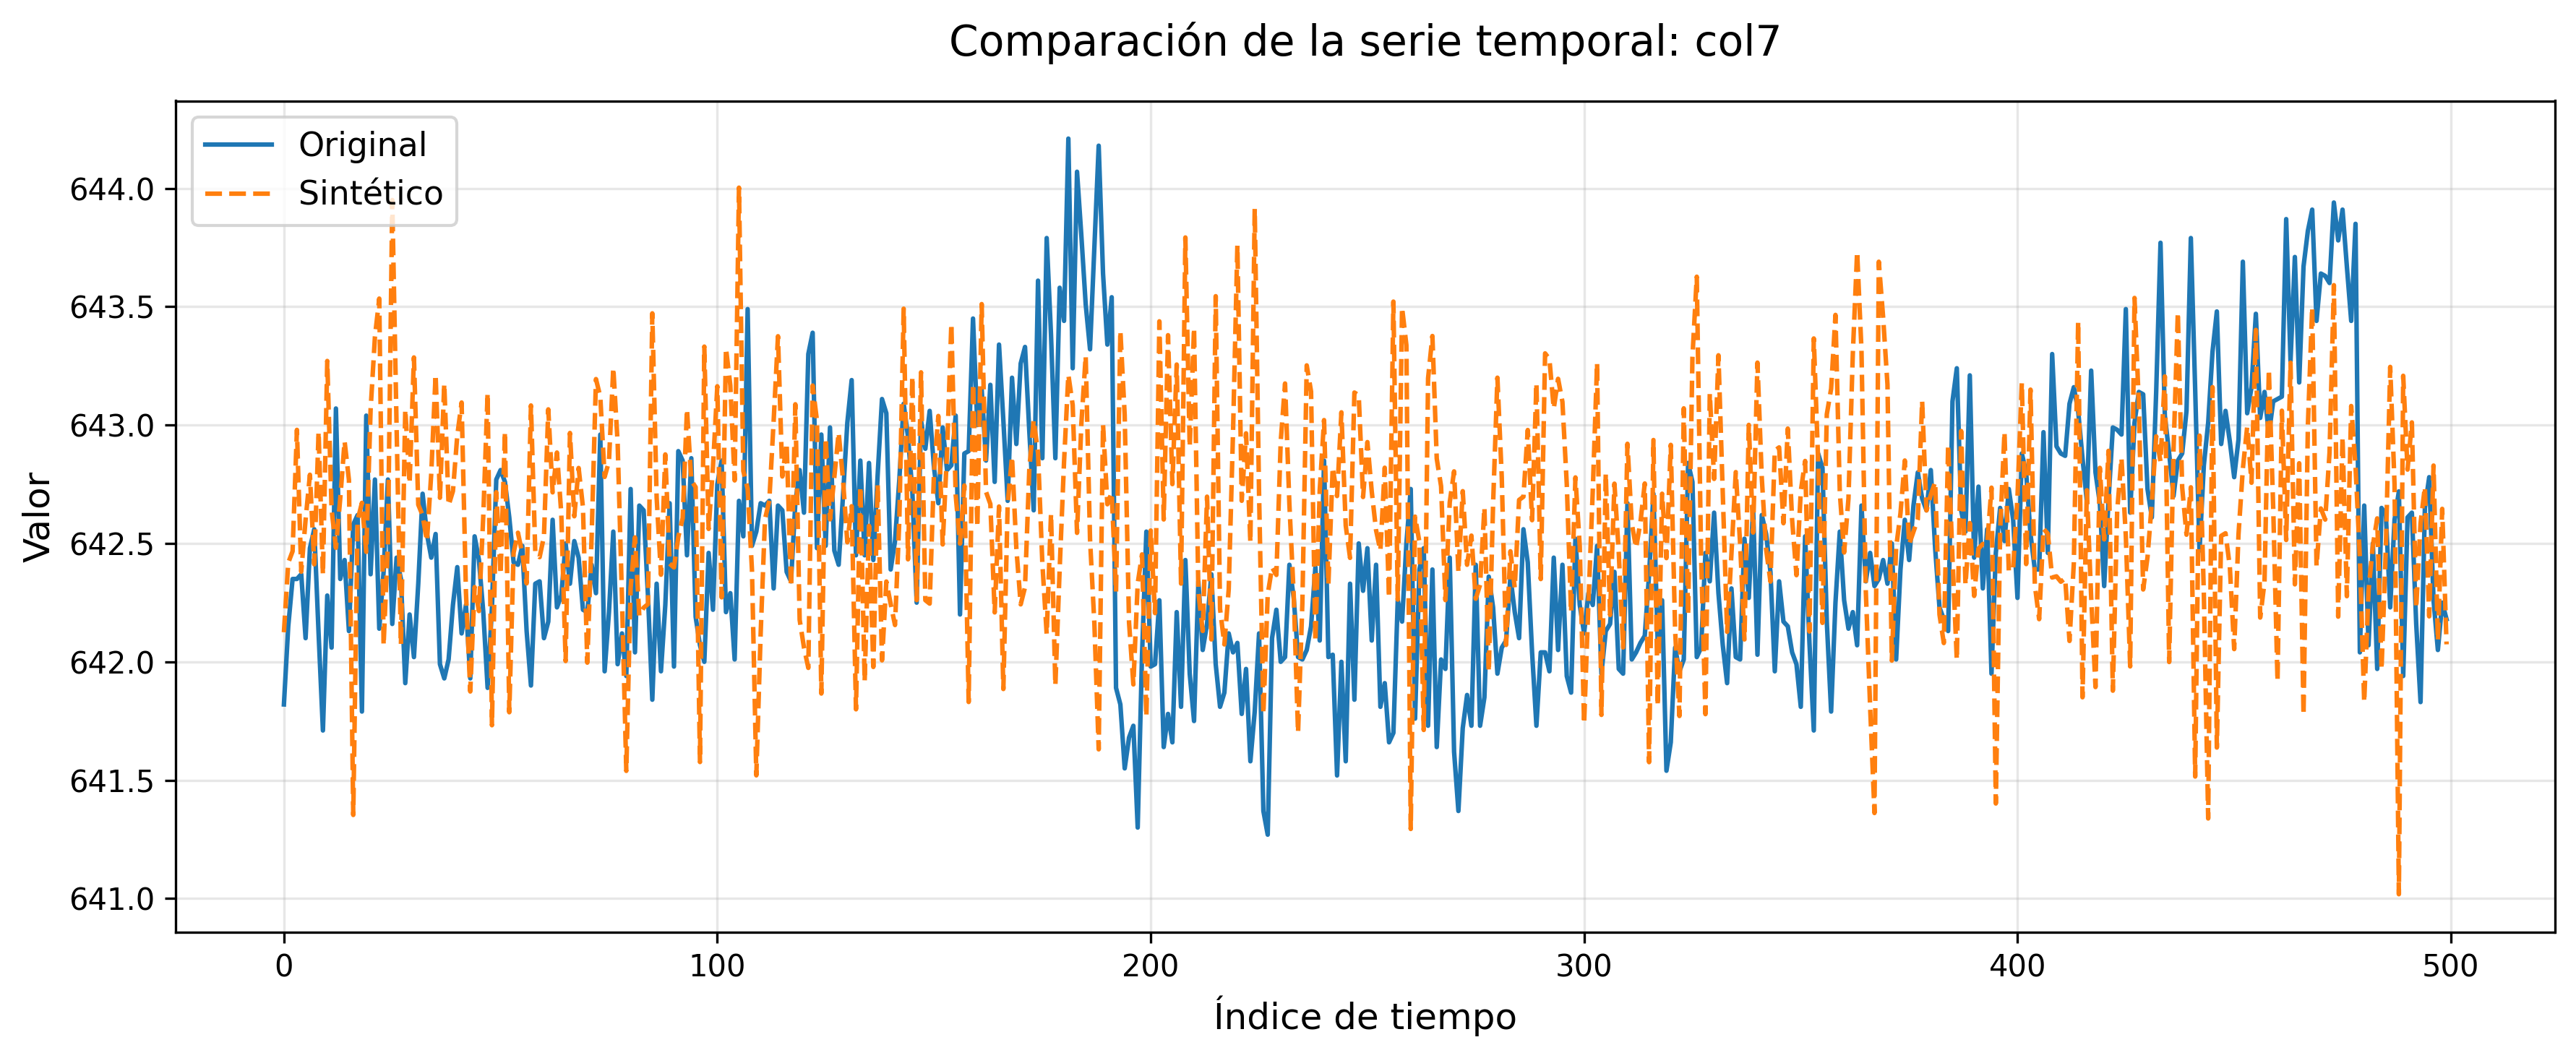 Comparación de la serie temporal: col7
Original
Sintético
Valor
644.0
643.5
643.0
642.5
642.0
641.5
641.0
0 100 200 300 400 500
Índice de tiempo